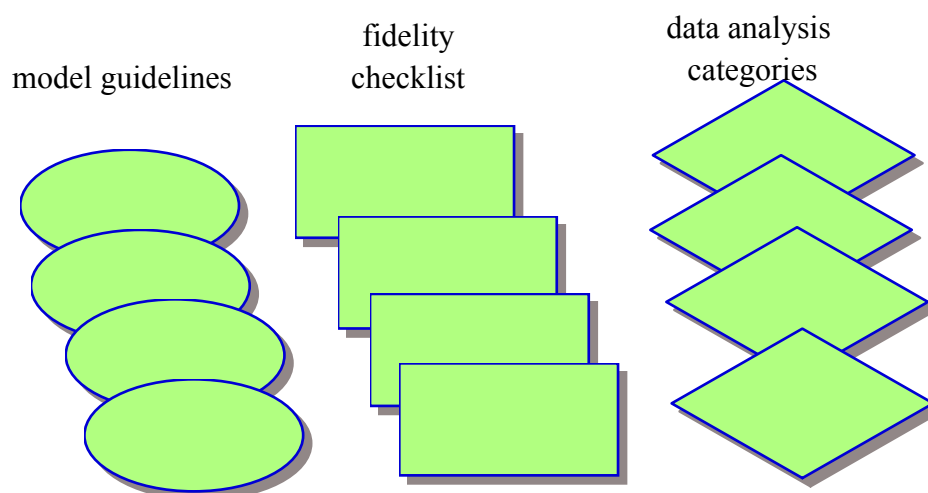 model guidelines
fidelity
checklist
data analysis
categories